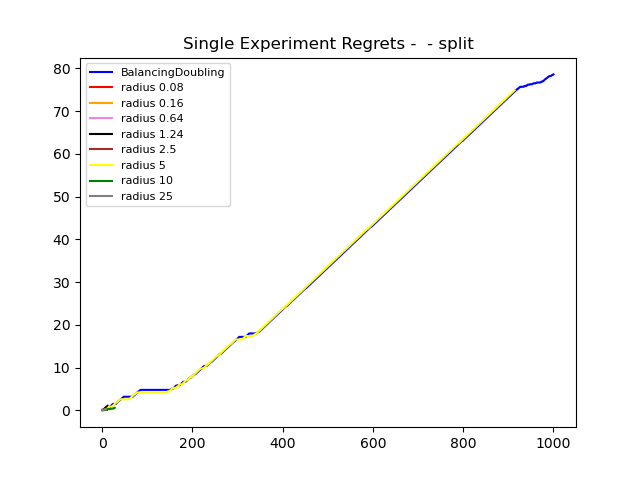 Single Experiment Regrets -  - split
BalancingDoubling
radius 0.08
radius 0.16
radius 0.64
radius 1.24
radius 2.5
radius 5
radius 10
radius 25
80
70
60
50
40
30
20
10
0
0 200 400 600 800 1000